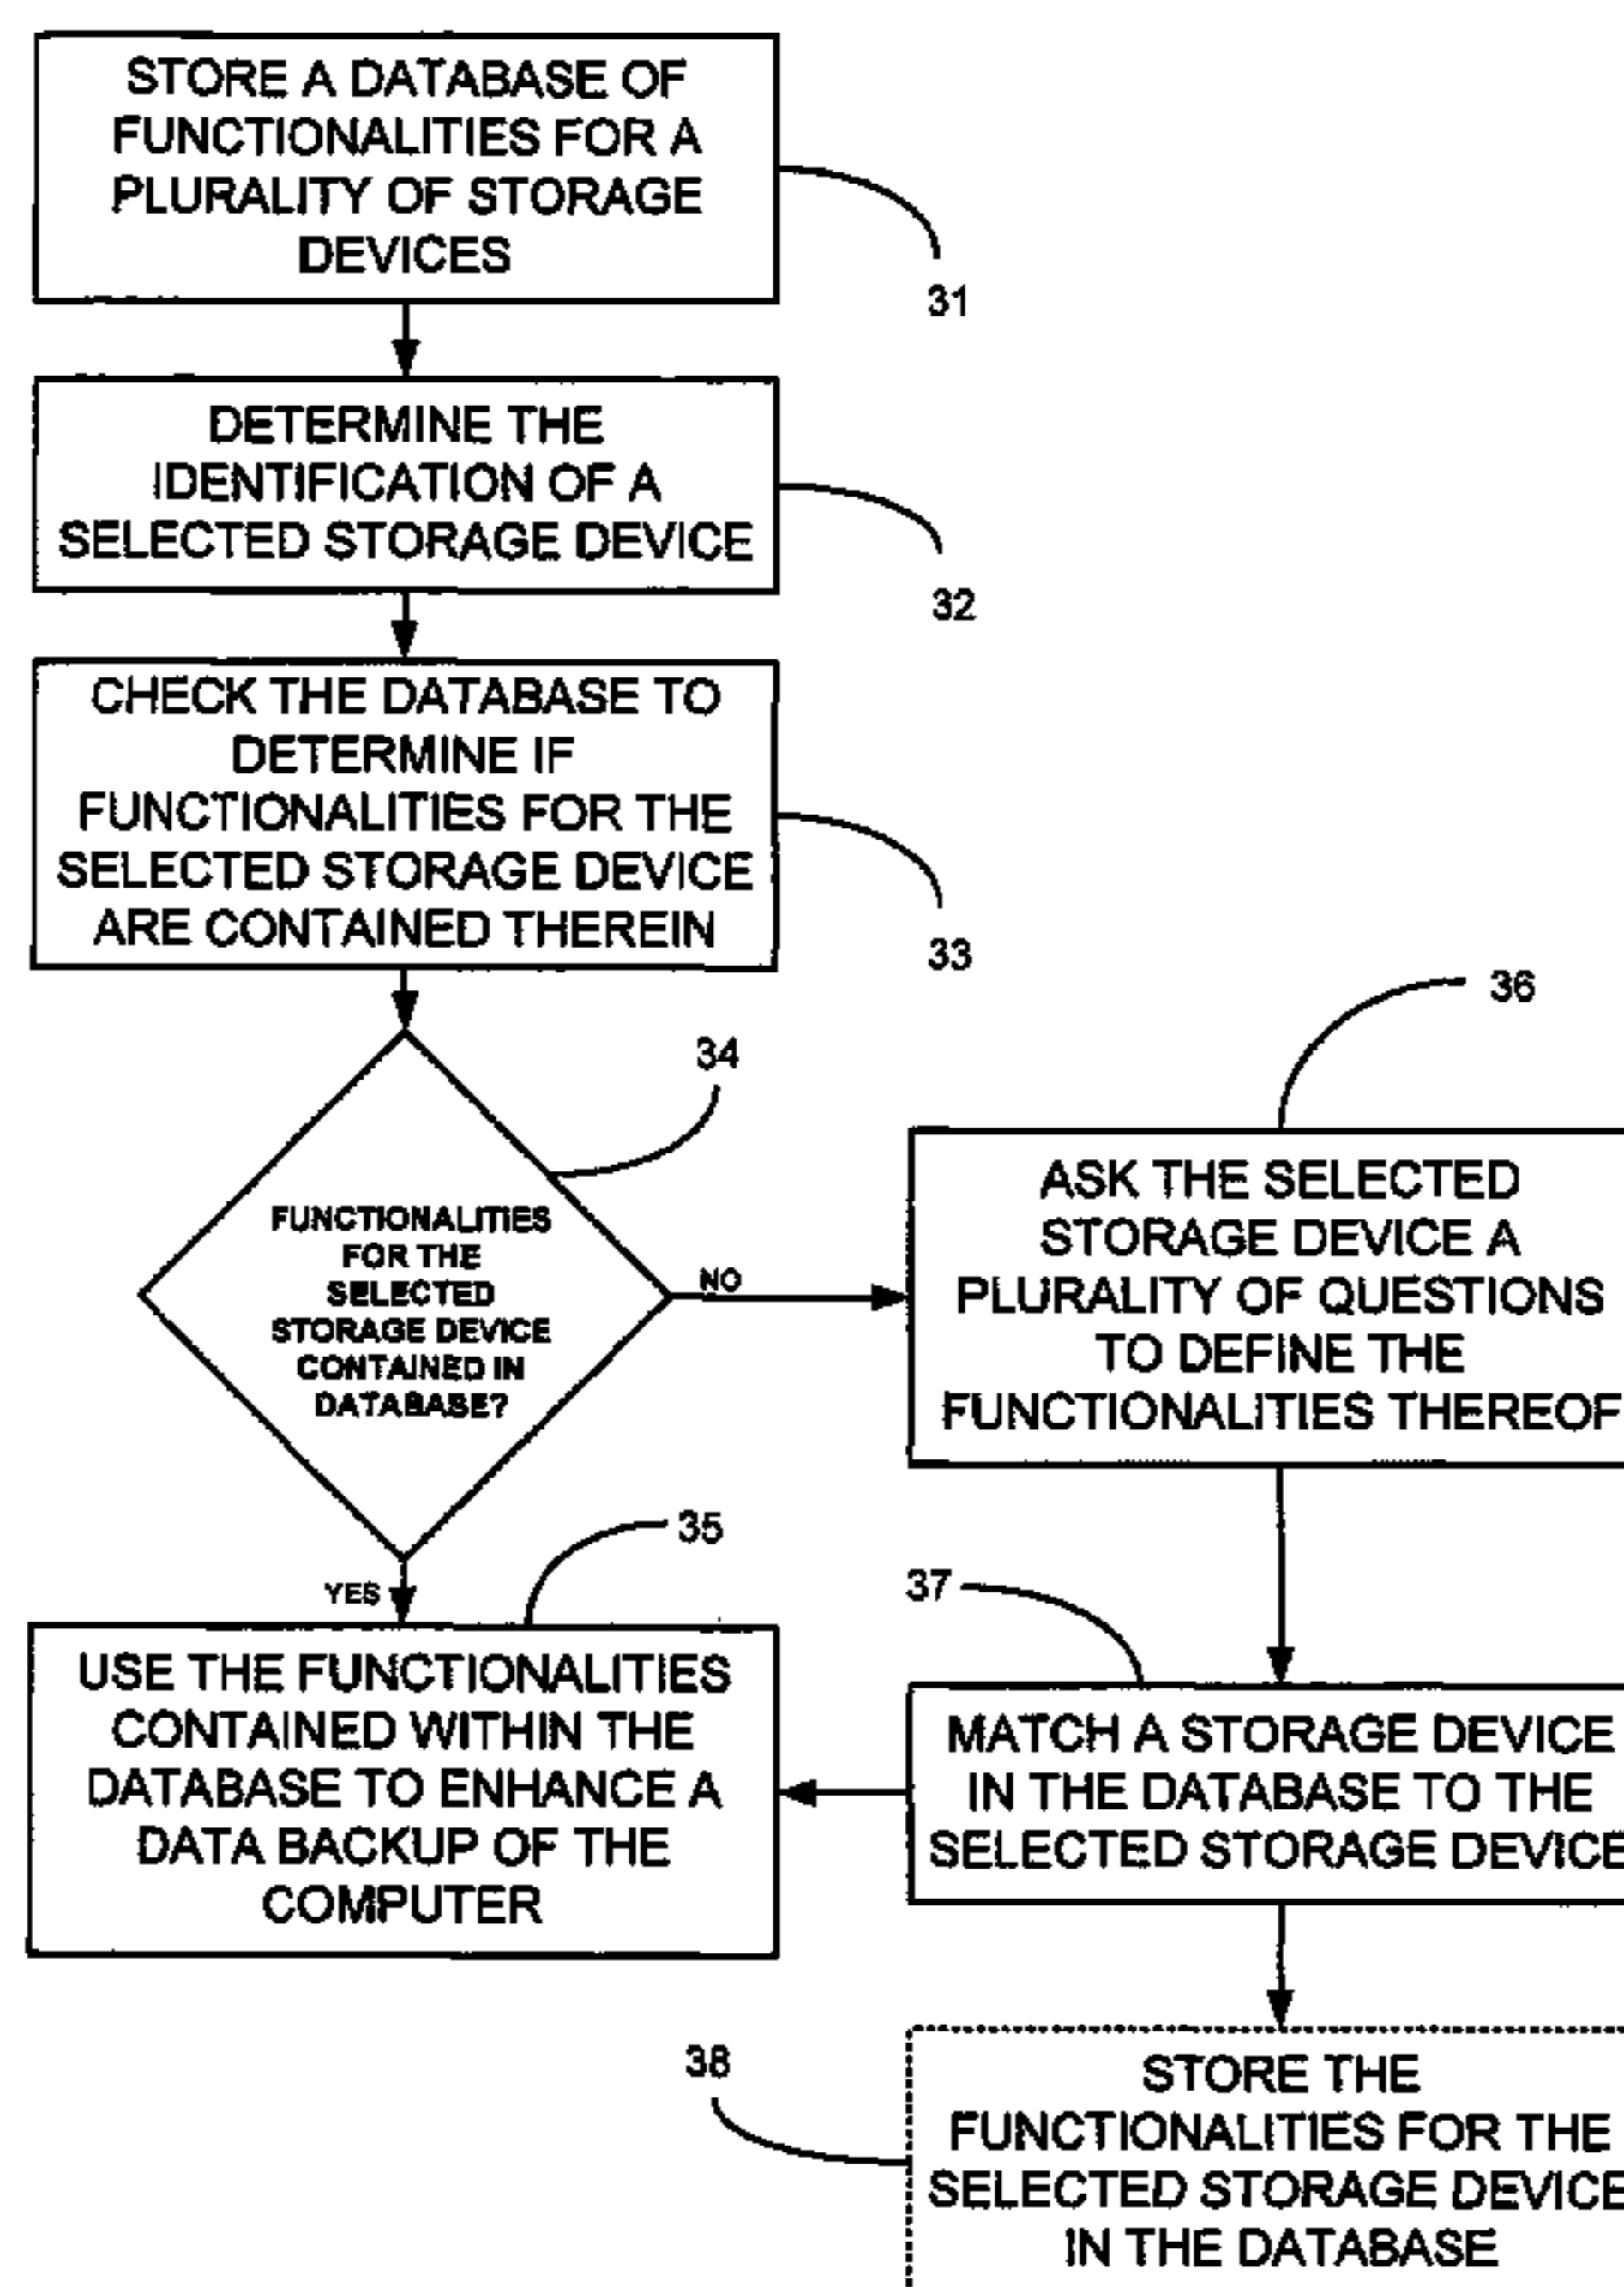 STORE A DATABASE OF
FUNCTIONALITIES FOR A
PLURALITY OF STORAGE
DEVICES
31
DETERMINE THE
IDENTIFICATION OF A
SELECTED STORAGE DEVICE
32
CHECK THE DATABASE TO
DETERMINE IF
FUNCTIONALITIES FOR THE
SELECTED STORAGE DEVICE
ARE CONTAINED THEREIN
33
34
FUNCTIONALITIES
FOR THE
SELECTED
STORAGE DEVICE
CONTAINED IN
DATABASE?
NO
36
ASK THE SELECTED
STORAGE DEVICE A
PLURALITY OF QUESTIONS
TO DEFINE THE
FUNCTIONALITIES THEREOF
YES
35
USE THE FUNCTIONALITIES
CONTAINED WITHIN THE
DATABASE TO ENHANCE A
DATA BACKUP OF THE
COMPUTER
37
MATCH A STORAGE DEVICE
IN THE DATABASE TO THE
SELECTED STORAGE DEVICE
38
STORE THE
FUNCTIONALITIES FOR THE
SELECTED STORAGE DEVICE
IN THE DATABASE